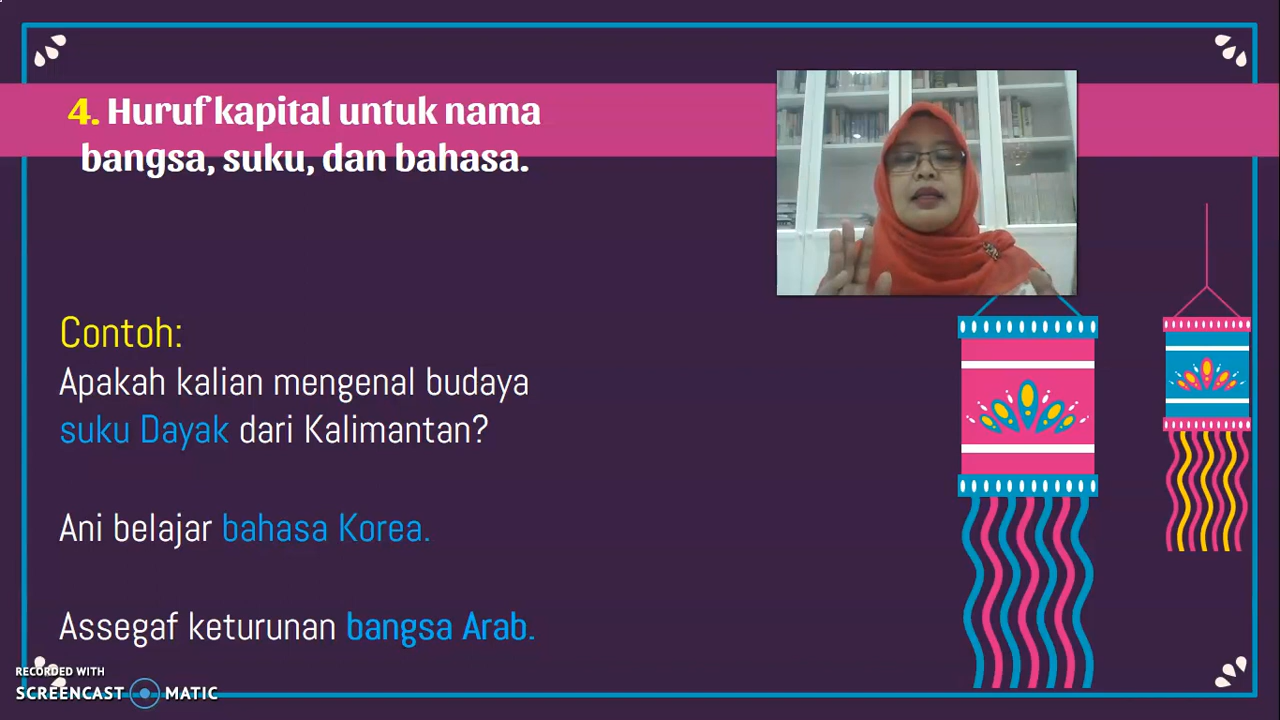 4. Huruf kapital untuk nama
bangsa, suku, dan bahasa.
Contoh:
Apakah kalian mengenal budaya
suku Dayak dari Kalimantan?
Ani belajar bahasa Korea.
Assegaf keturunan bangsa Arab.
RECORDED WITH
SCREENCAST MATIC